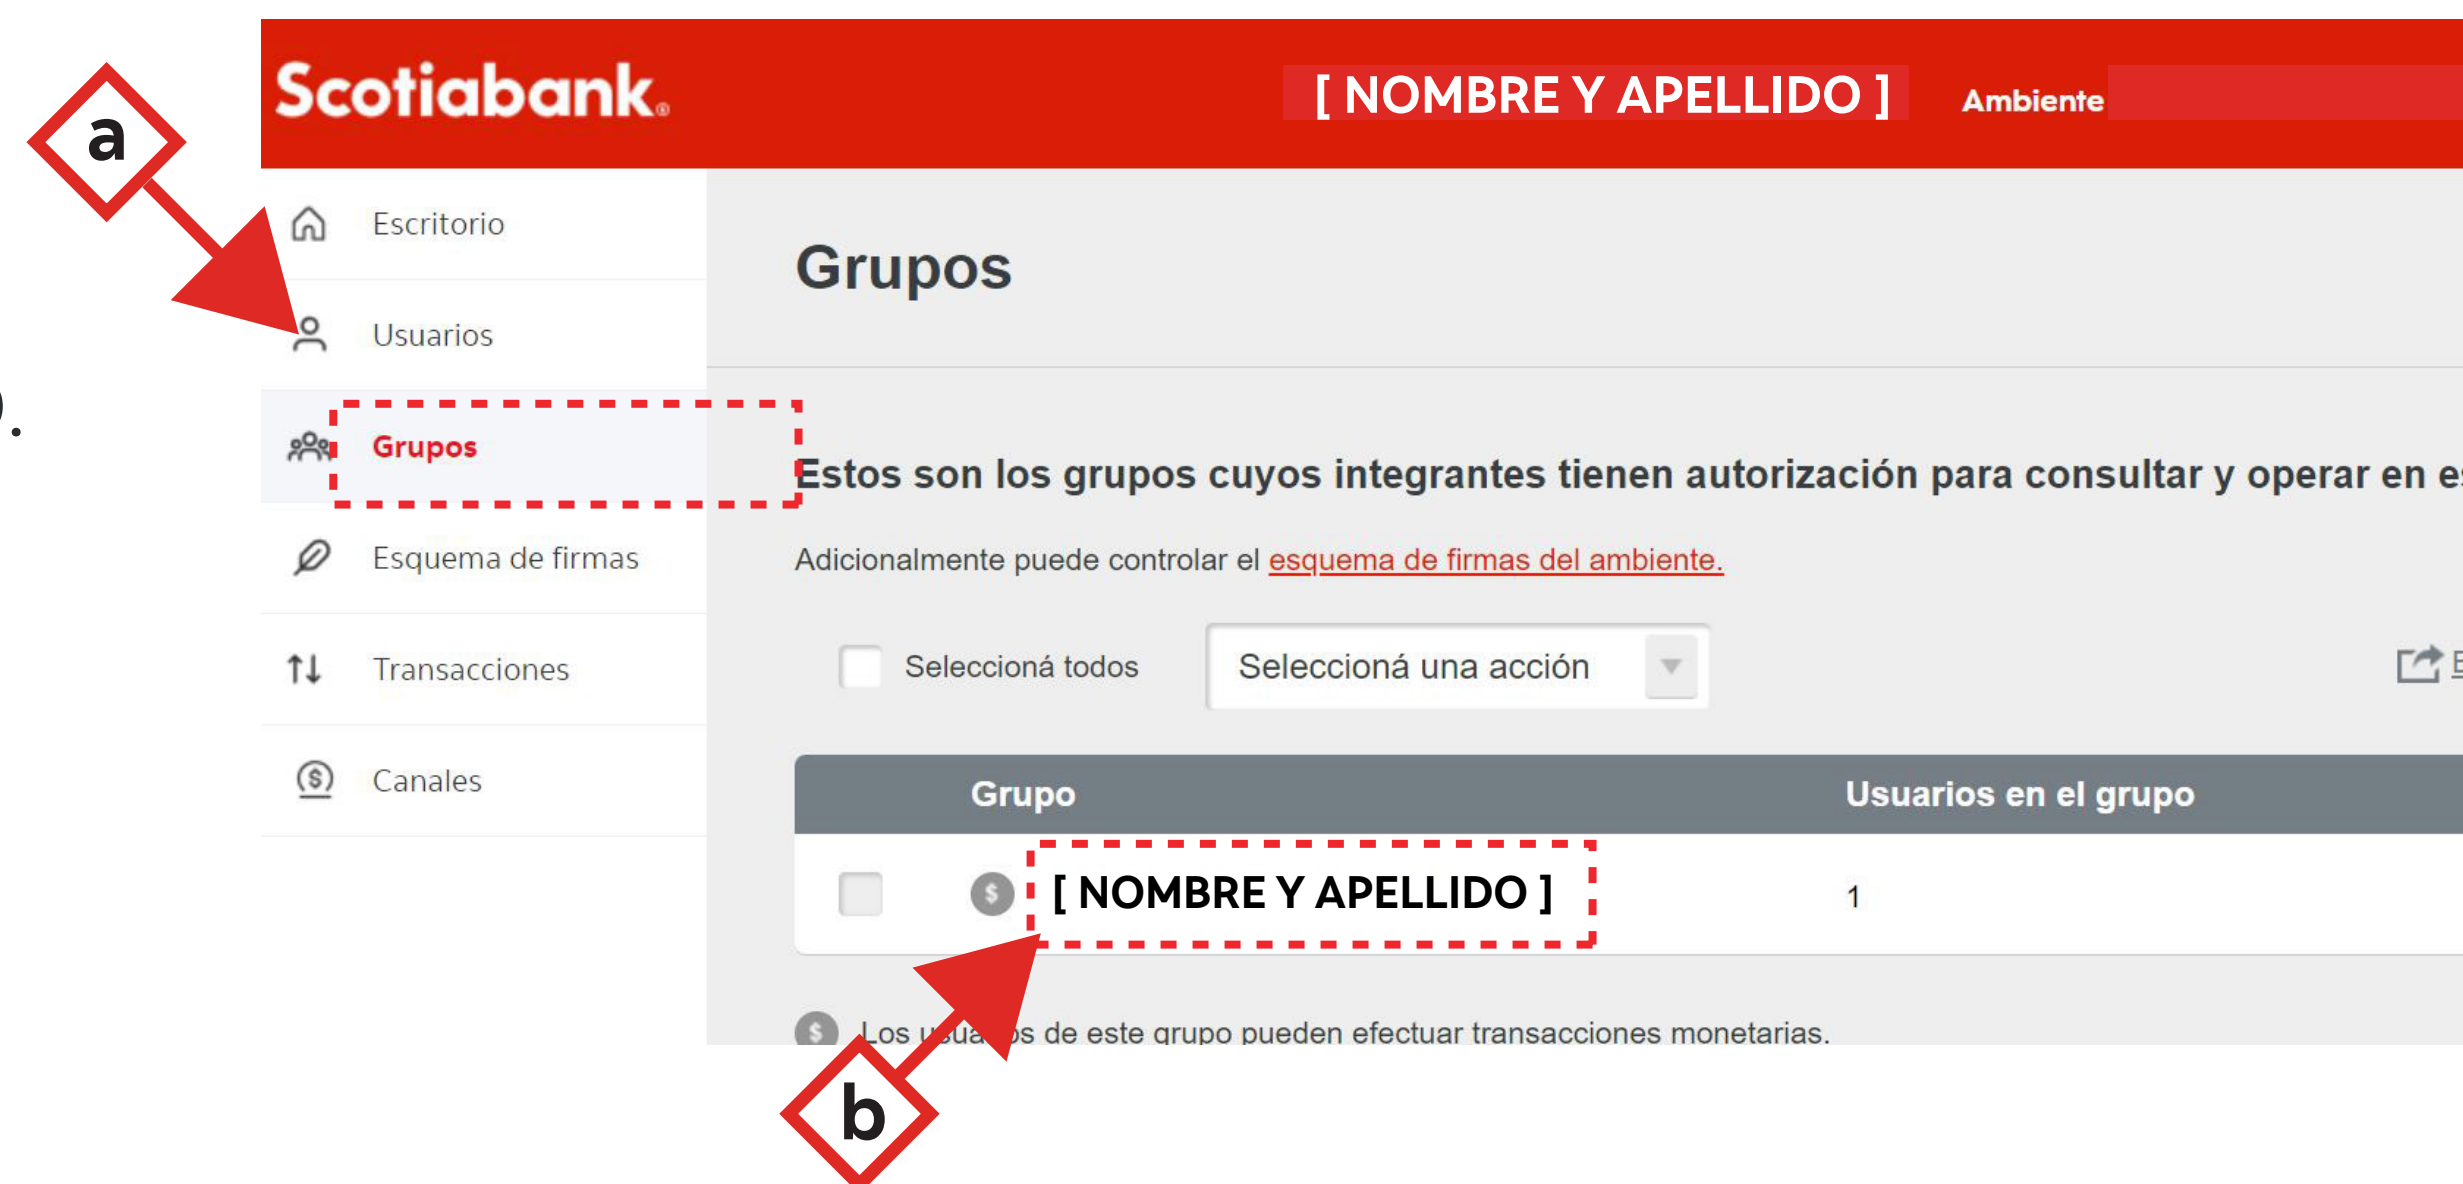 Scotiabank®
[ NOMBRE Y APELLIDO ]
Ambiente
a
Escritorio
Usuarios
Grupos
Esquema de firmas
Transacciones
Canales
).
Grupos
Estos son los grupos cuyos integrantes tienen autorización para consultar y operar en es
Adicionalmente puede controlar el esquema de firmas del ambiente.
Seleccioná todos
Seleccioná una acción
Grupo
Usuarios en el grupo
[ NOMBRE Y APELLIDO ]
1
Los usuarios de este grupo pueden efectuar transacciones monetarias.
b